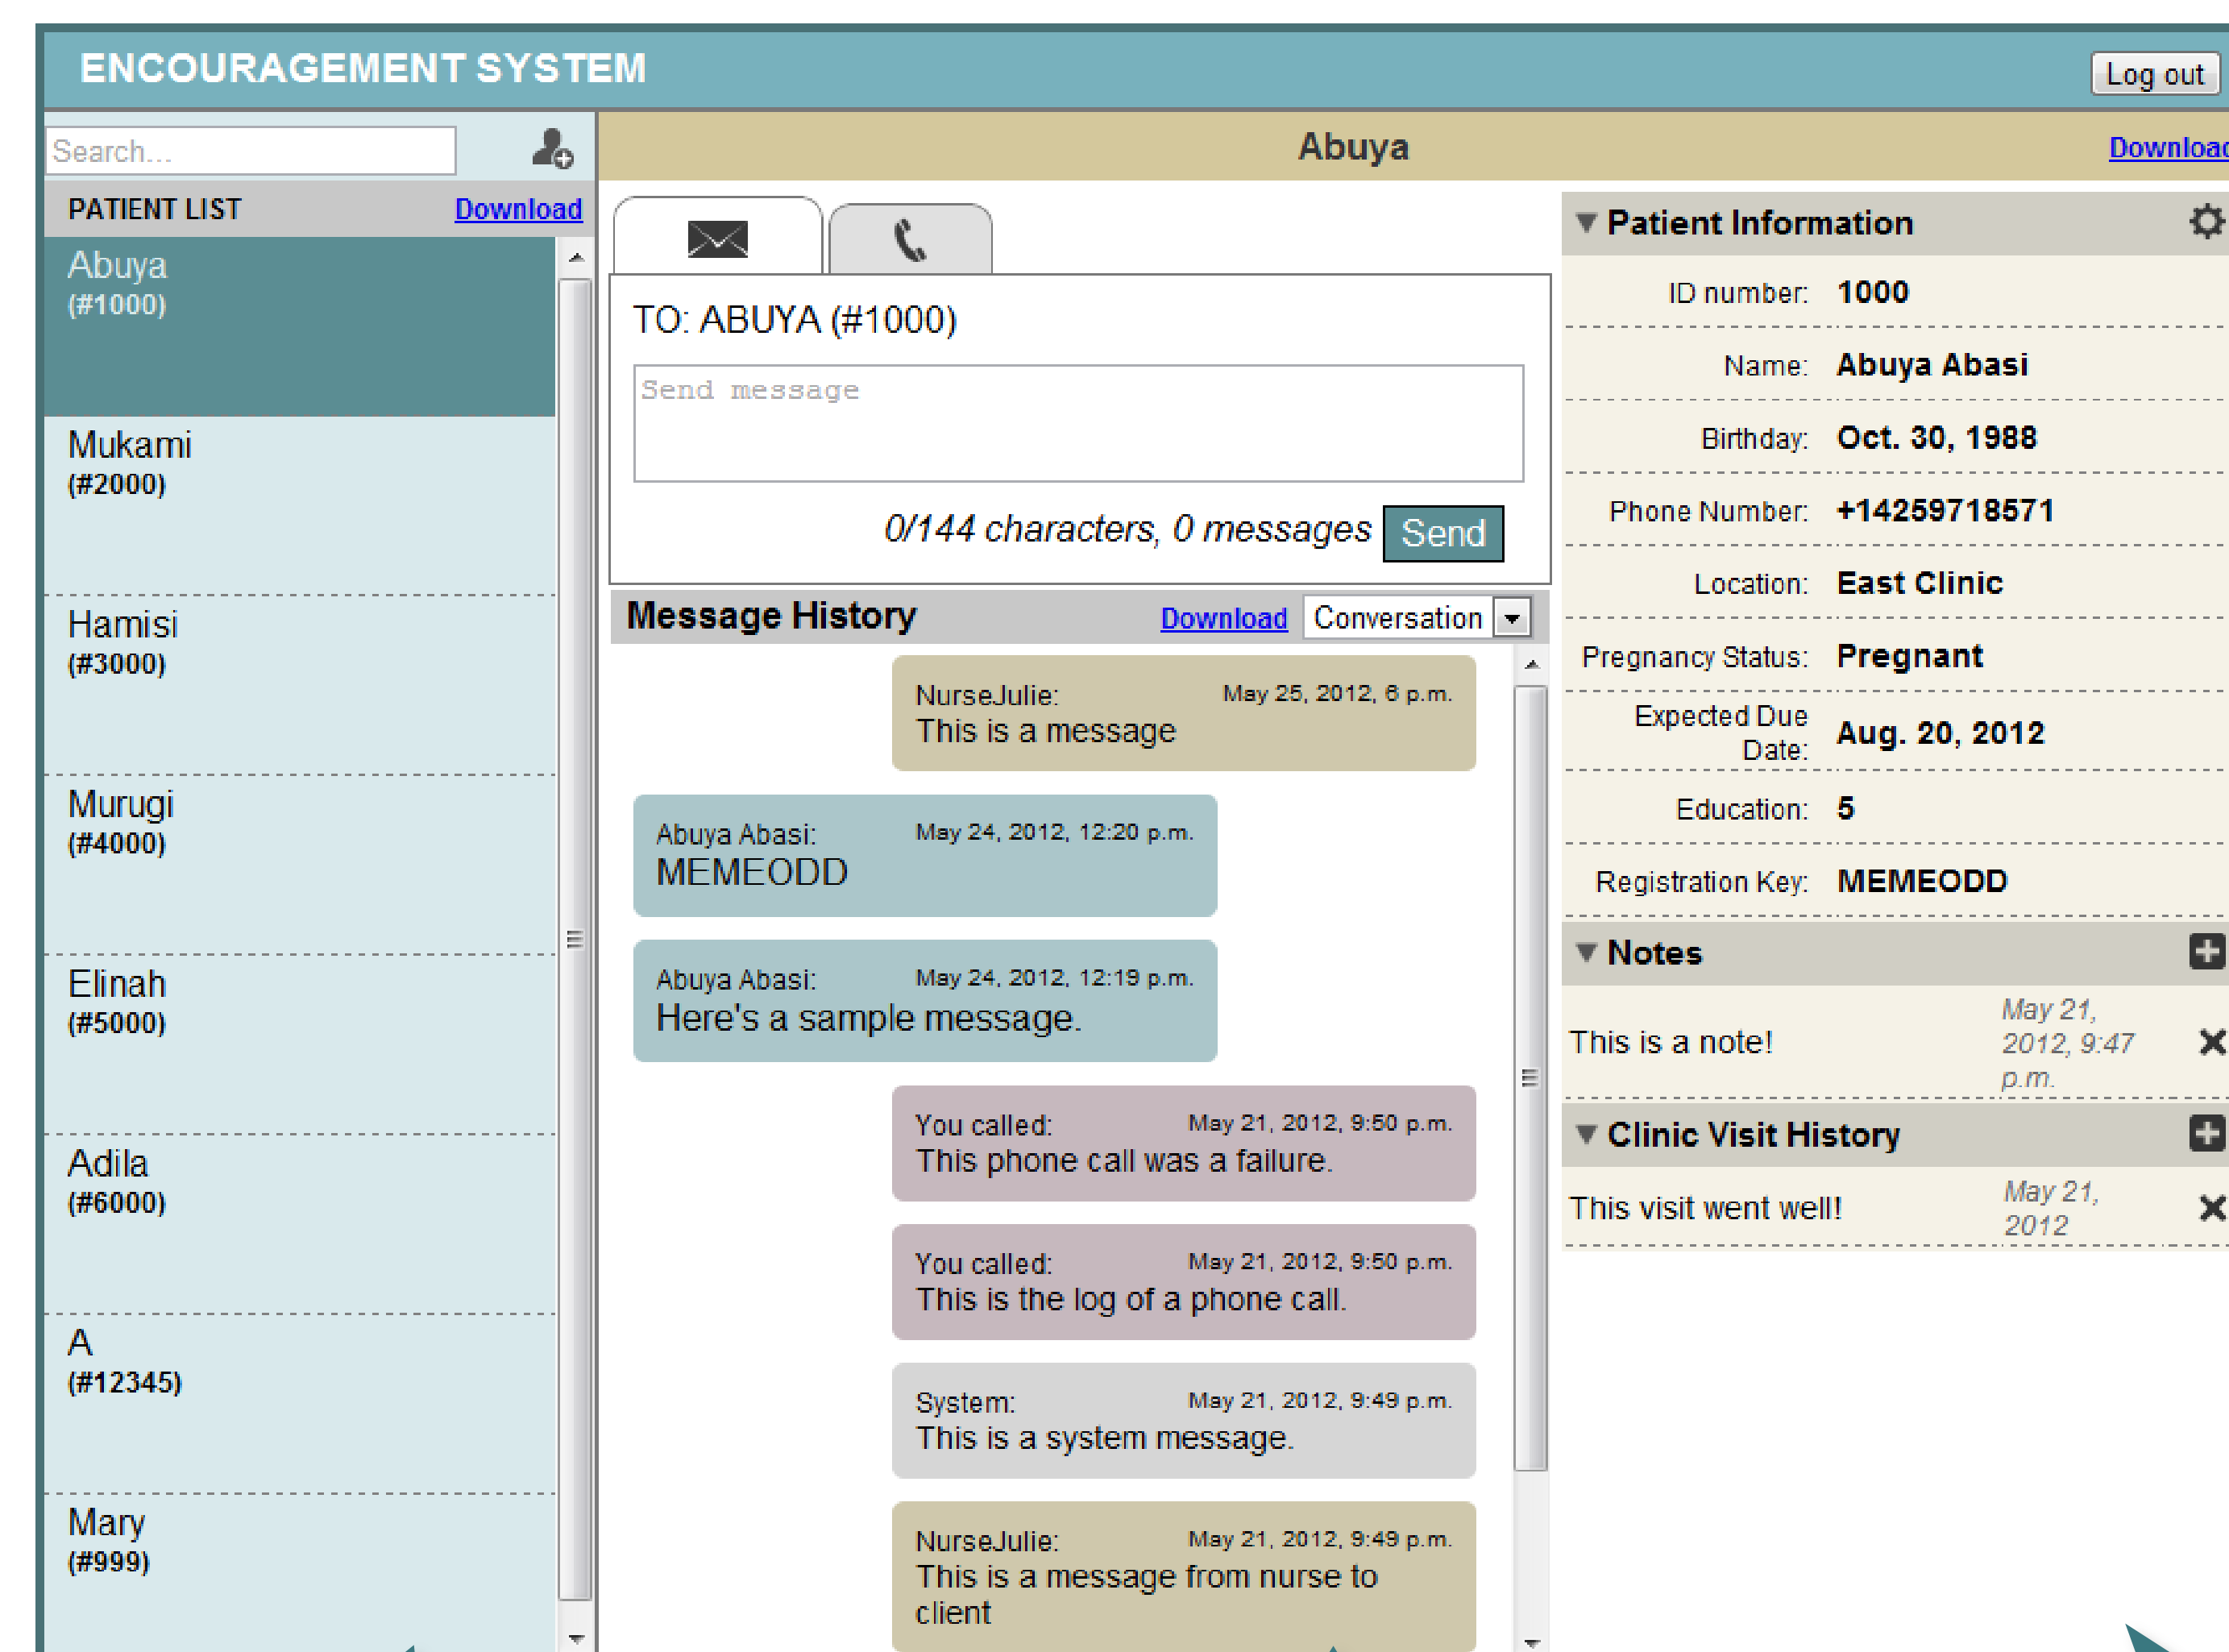 ENCOURAGEMENT SYSTEM
Log out
Search...
PATIENT LIST Download
Abuya
(#1000)
Mukami
(#2000)
Hamisi
(#3000)
Murugi
(#4000)
Elinah
(#5000)
Adila
(#6000)
A
(#12345)
Mary
(#999)
Abuya
Download
TO: ABUYA (#1000)
Send message
0/144 characters, 0 messages Send
Message History Download Conversation
NurseJulie: May 25, 2012, 6 p.m.
This is a message
Abuya Abasi: May 24, 2012, 12:20 p.m.
MEMEODD
Abuya Abasi: May 24, 2012, 12:19 p.m.
Here's a sample message.
You called: May 21, 2012, 9:50 p.m.
This phone call was a failure.
You called: May 21, 2012, 9:50 p.m.
This is the log of a phone call.
System: May 21, 2012, 9:49 p.m.
This is a system message.
NurseJulie: May 21, 2012, 9:49 p.m.
This is a message from nurse to
client
Patient Information
ID number: 1000
Name: Abuya Abasi
Birthday: Oct. 30, 1988
Phone Number: +14259718571
Location: East Clinic
Pregnancy Status: Pregnant
Expected Due
Date: Aug. 20, 2012
Education: 5
Registration Key: MEMEODD
Notes
This is a note! May 21,
2012, 9:47
p.m.
Clinic Visit History
This visit went well! May 21,
2012